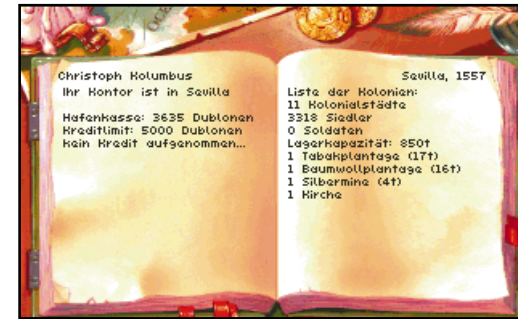 Christoph Kolumbus
Ihr Kontor ist in Sevilla
Hafenkasse: 3635 Dublonen
Kreditlimit: 5000 Dublonen
kein Kredit aufgenommen...
Sevilla, 1557
Liste der Kolonien:
11 Kolonialstädte
3318 Siedler
0 Soldaten
Lagerkapazität: 850t
1 Tabakplantage (17t)
1 Baumwollplantage (16t)
1 Silbermine (4t)
1 Kirche